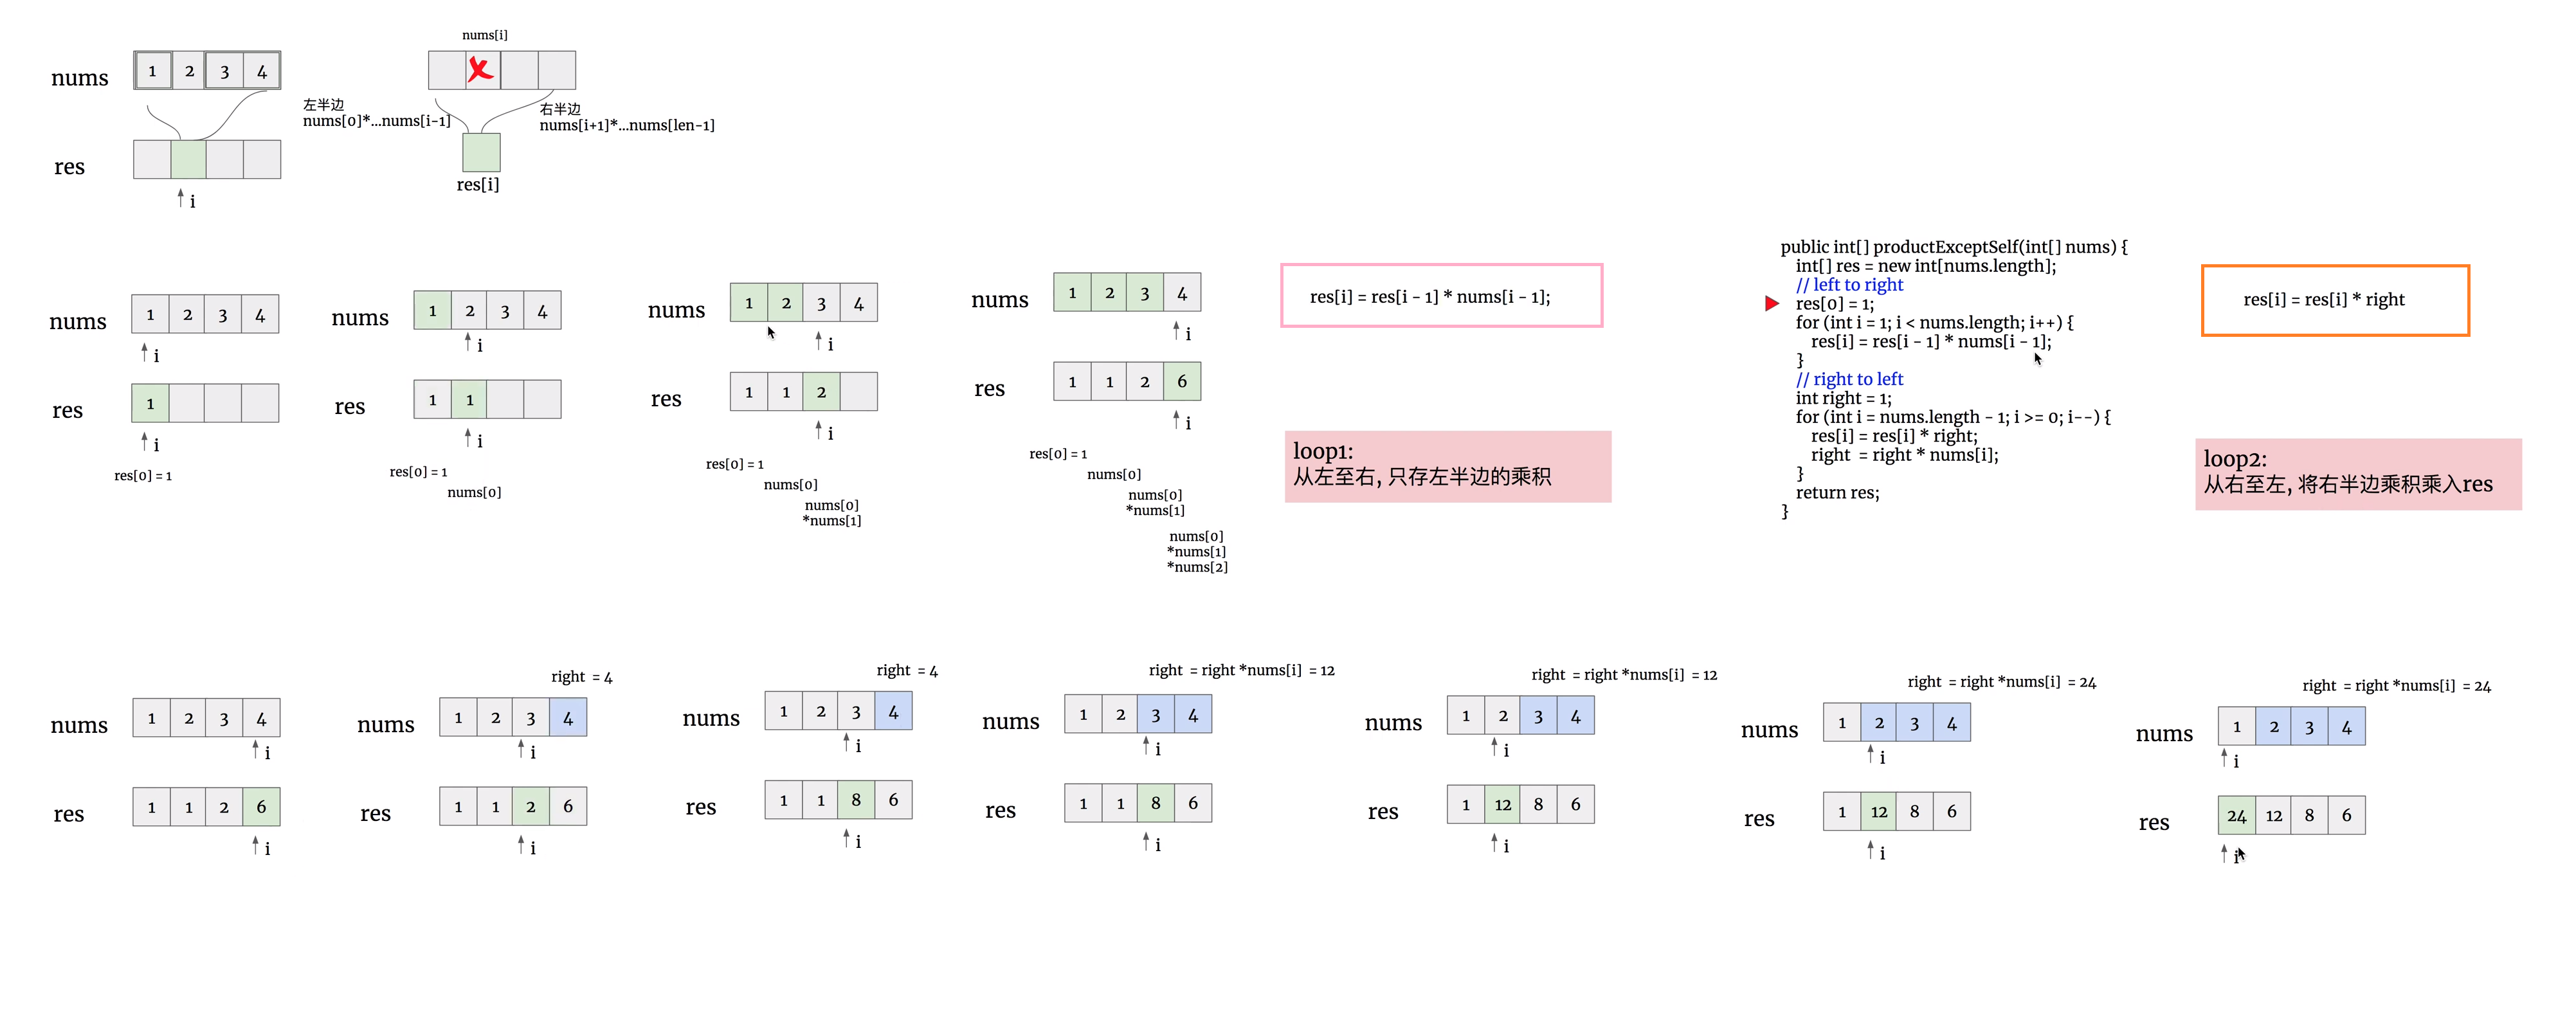 nums[i]
nums 1 2 3 4
左半边
nums[0]*...nums[i-1]
右半边
nums[i+1]*...nums[len-1]
res
i
res[i]
nums 1 2 3 4
i
res 1
i
res[0] = 1
nums 1 2 3 4
i
res 1 1
i
res[0] = 1
nums[0]
nums 1 2 3 4
i
res 1 1 2
i
res[0] = 1
nums[0]
nums[0]
*nums[1]
nums 1 2 3 4
i
res 1 1 2 6
i
res[0] = 1
nums[0]
nums[0]
*nums[1]
nums[0]
*nums[1]
*nums[2]
res[i] = res[i - 1] * nums[i - 1];
loop1:
从左至右, 只存左半边的乘积
public int[] productExceptSelf(int[] nums) {
int[] res = new int[nums.length];
// left to right
res[0] = 1;
for (int i = 1; i < nums.length; i++) {
res[i] = res[i - 1] * nums[i - 1];
}
// right to left
int right = 1;
for (int i = nums.length - 1; i >= 0; i--) {
res[i] = res[i] * right;
right = right * nums[i];
}
return res;
}
res[i] = res[i] * right
loop2:
从右至左, 将右半边乘积乘入res
nums 1 2 3 4
i
res 1 1 2 6
i
right = 4
nums 1 2 3 4
i
res 1 1 2 6
i
right = 4
nums 1 2 3 4
i
res 1 1 8 6
i
right = right *nums[i] = 12
nums 1 2 3 4
i
res 1 1 8 6
i
right = right *nums[i] = 12
nums 1 2 3 4
i
res 1 12 8 6
i
right = right *nums[i] = 24
nums 1 2 3 4
i
res 1 12 8 6
i
right = right *nums[i] = 24
nums 1 2 3 4
i
res 24 12 8 6
i